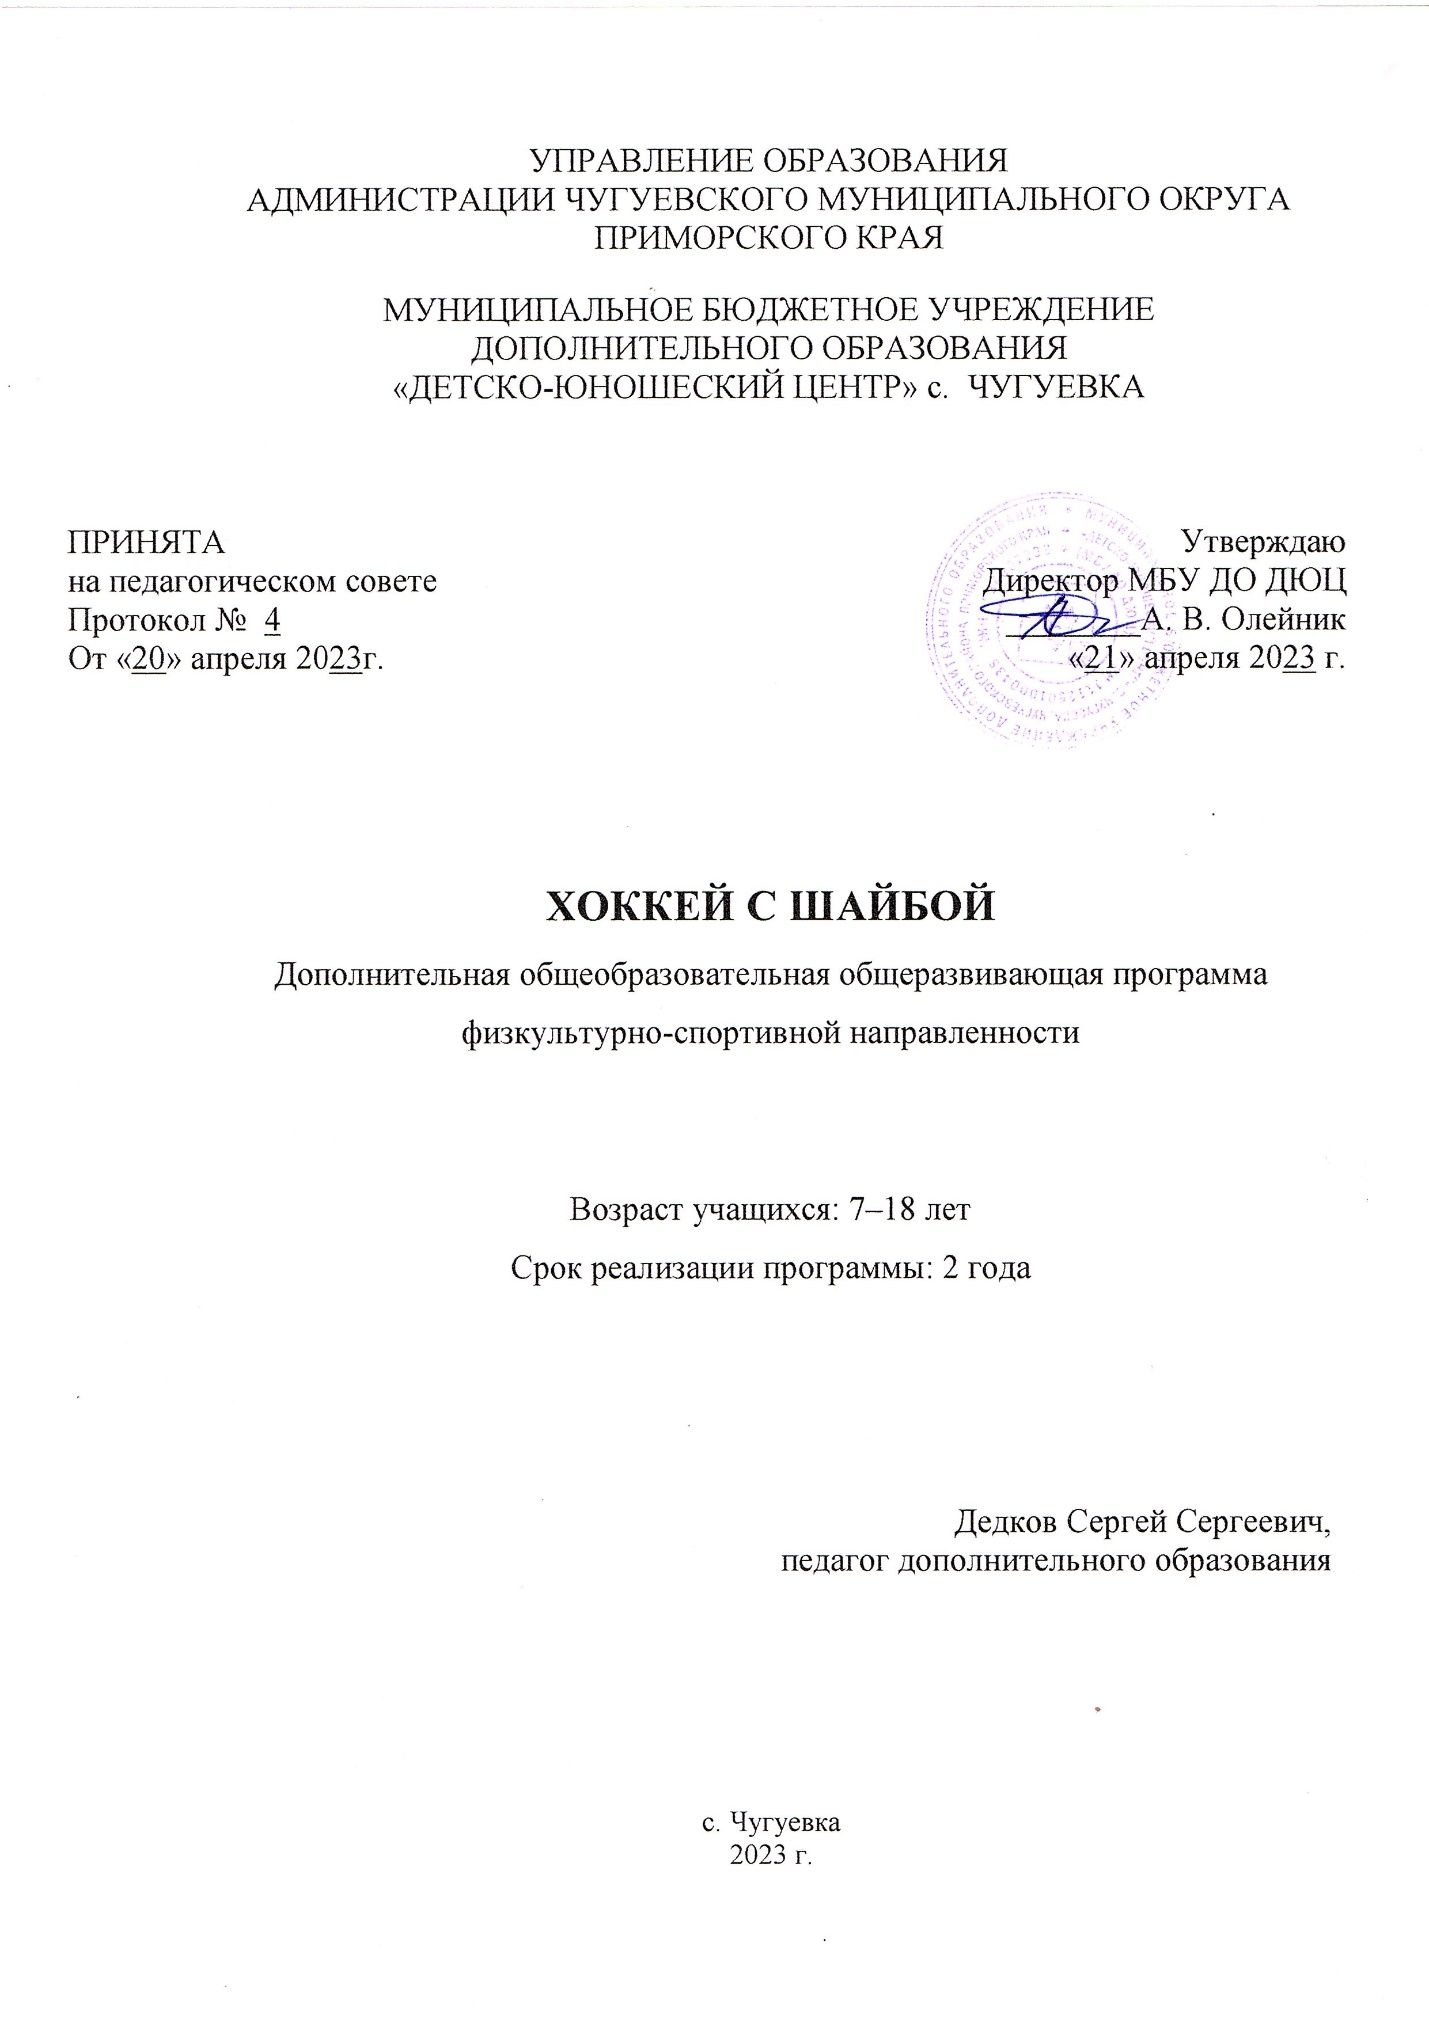 УПРАВЛЕНИЕ ОБРАЗОВАНИЯ
АДМИНИСТРАЦИИ ЧУГУЕВСКОГО МУНИЦИПАЛЬНОГО ОКРУГА
ПРИМОРСКОГО КРАЯ
МУНИЦИПАЛЬНОЕ БЮДЖЕТНОЕ УЧРЕЖДЕНИЕ
ДОПОЛНИТЕЛЬНОГО ОБРАЗОВАНИЯ
«ДЕТСКО-ЮНОШЕСКИЙ ЦЕНТР» с. ЧУГУЕВКА
ПРИНЯТА
на педагогическом совете
Протокол № 4
От «20» апреля 2023г.
Утверждаю
Директор МБУ ДО ДЮЦ
________А. В. Олейник
«21» апреля 2023 г.
ХОККЕЙ С ШАЙБОЙ
Дополнительная общеобразовательная общеразвивающая программа
физкультурно-спортивной направленности
Возраст учащихся: 7–18 лет
Срок реализации программы: 2 года
Дедков Сергей Сергеевич,
педагог дополнительного образования
с. Чугуевка
2023 г.